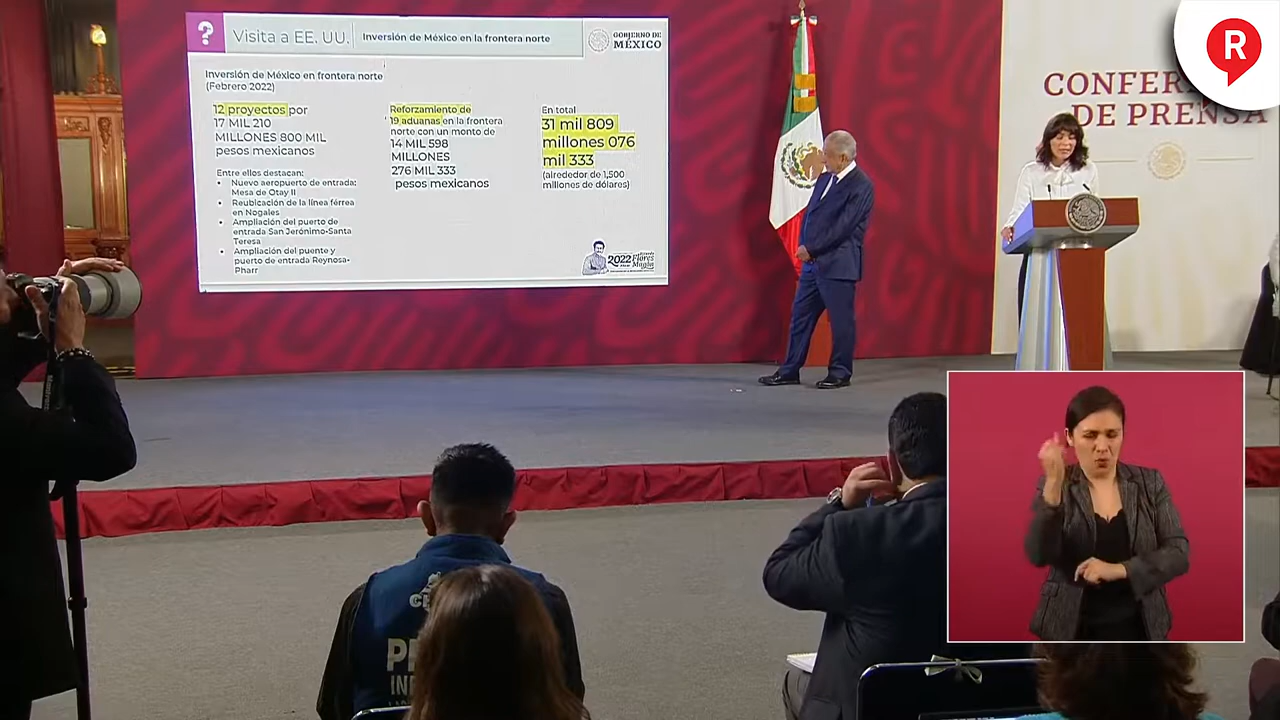 ?
Visita a EE. UU.
Inversión de México en la frontera norte
GOBIERNO DE
MÉXICO
Inversión de México en frontera norte
(Febrero 2022)
12 proyectos por
17 MIL 210
MILLONES 800 MIL
pesos mexicanos
Entre ellos destacan:
• Nuevo aeropuerto de entrada:
Mesa de Otay II
• Reubicación de la línea férrea
en Nogales
• Ampliación del puerto de
entrada San Jerónimo-Santa
Teresa
• Ampliación del puente y
puerto de entrada Reynosa-
Pharr
Reforzamiento de
19 aduanas en la frontera
norte con un monto de
14 MIL 598
MILLONES
276 MIL 333
pesos mexicanos
En total
31 mil 809
millones 076
mil 333
(alrededor de 1,500
millones de dólares)
2022 Flores
Magón
R
CONFER
DE PRENSA